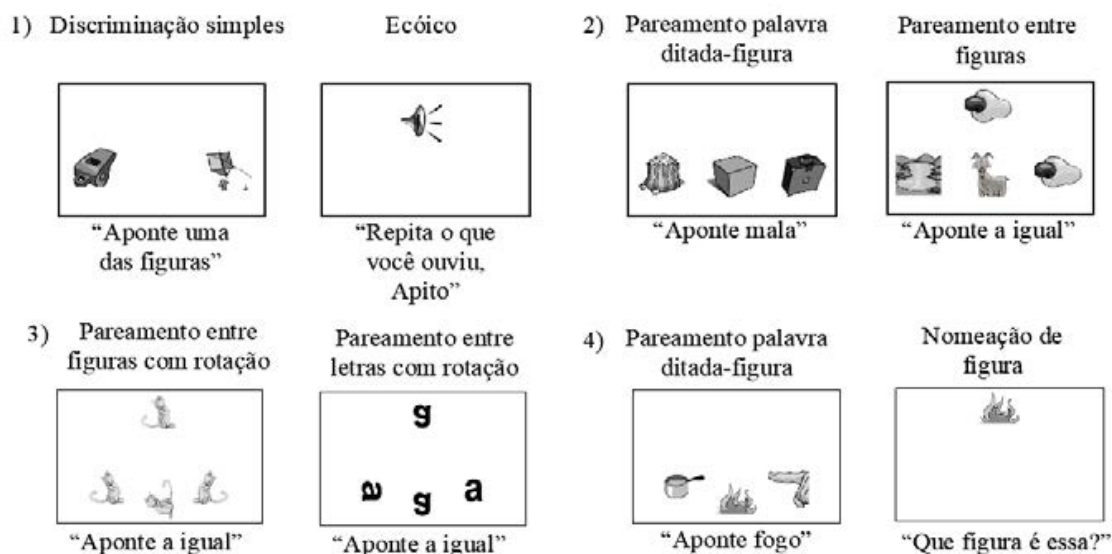 1) Discriminação simples
Ecóico
“Aponte uma
das figuras”
“Repita o que
você ouviu,
Apito”
2) Pareamento palavra
ditada-figura
Pareamento entre
figuras
“Aponte mala”
“Aponte a igual”
3) Pareamento entre
figuras com rotação
Pareamento entre
letras com rotação
g
a g a
“Aponte a igual”
“Aponte a igual”
4) Pareamento palavra
ditada-figura
Nomeação de
figura
“Aponte fogo”
“Que figura é essa?”